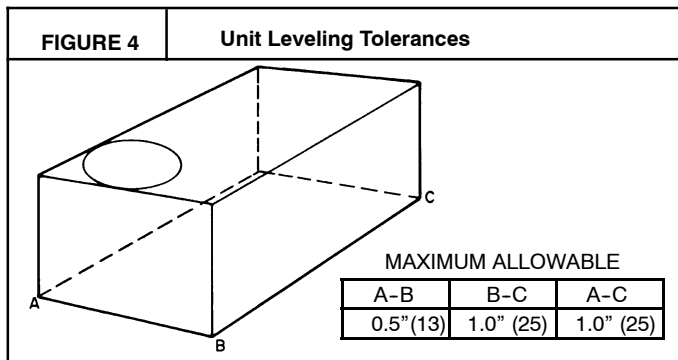 FIGURE 4 Unit Leveling Tolerances
C
MAXIMUM ALLOWABLE
A-B B-C A-C
0.5"(13) 1.0" (25) 1.0" (25)
A
B